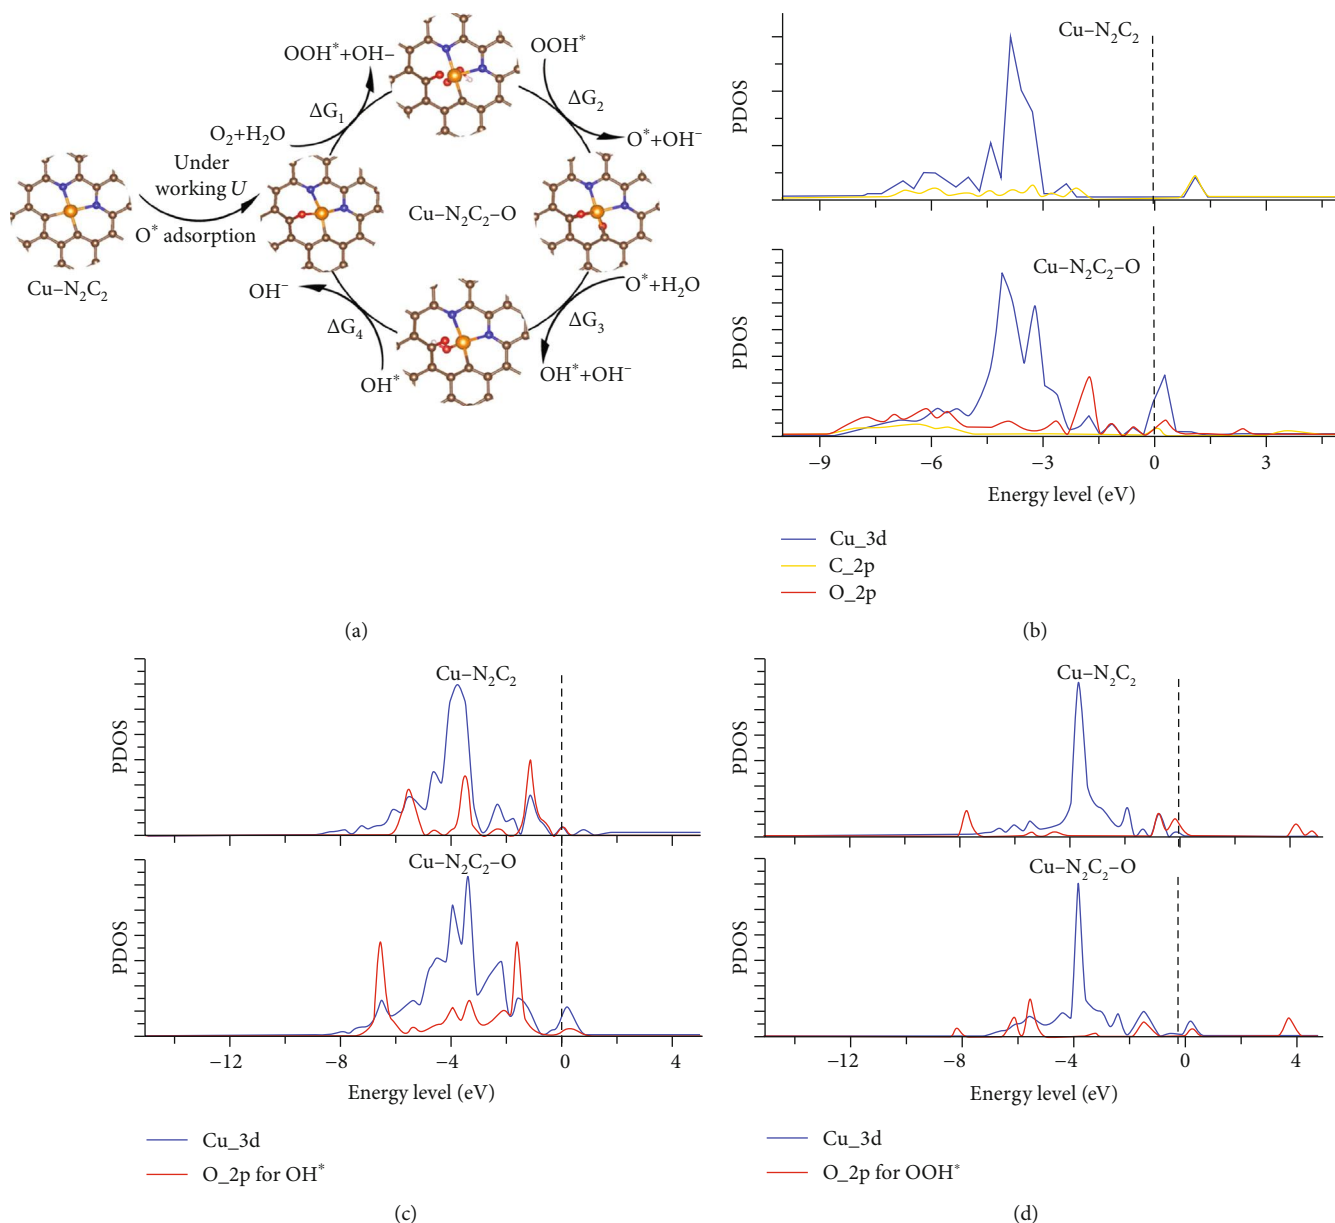 OOH*+OH–
OOH*
ΔG₁
ΔG₂
O₂+H₂O
O*+OH⁻
Under
working U
O* adsorption
Cu–N₂C₂
Cu–N₂C₂–O
OH⁻
O*+H₂O
ΔG₄
ΔG₃
OH*
OH*+OH⁻
(a)
Cu–N₂C₂
PDOS
Cu–N₂C₂–O
PDOS
−9 −6 −3 0 3
Energy level (eV)
Cu_3d
C_2p
O_2p
(b)
Cu–N₂C₂
PDOS
Cu–N₂C₂–O
PDOS
−12 −8 −4 0 4
Energy level (eV)
Cu_3d
O_2p for OH*
(c)
Cu–N₂C₂
PDOS
Cu–N₂C₂–O
PDOS
−12 −8 −4 0 4
Energy level (eV)
Cu_3d
O_2p for OOH*
(d)